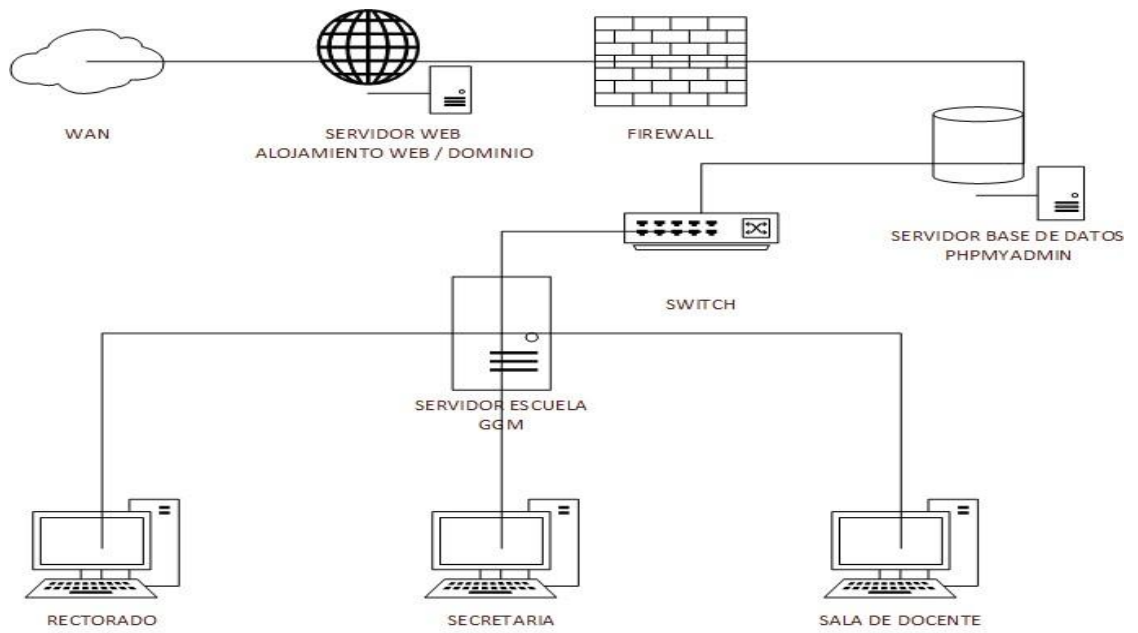 WAN
SERVIDOR WEB
ALOJAMIENTO WEB / DOMINIO
FIREWALL
SERVIDOR BASE DE DATOS
PHPMYADMIN
SWITCH
SERVIDOR ESCUELA
GGM
RECTORADO
SECRETARIA
SALA DE DOCENTE